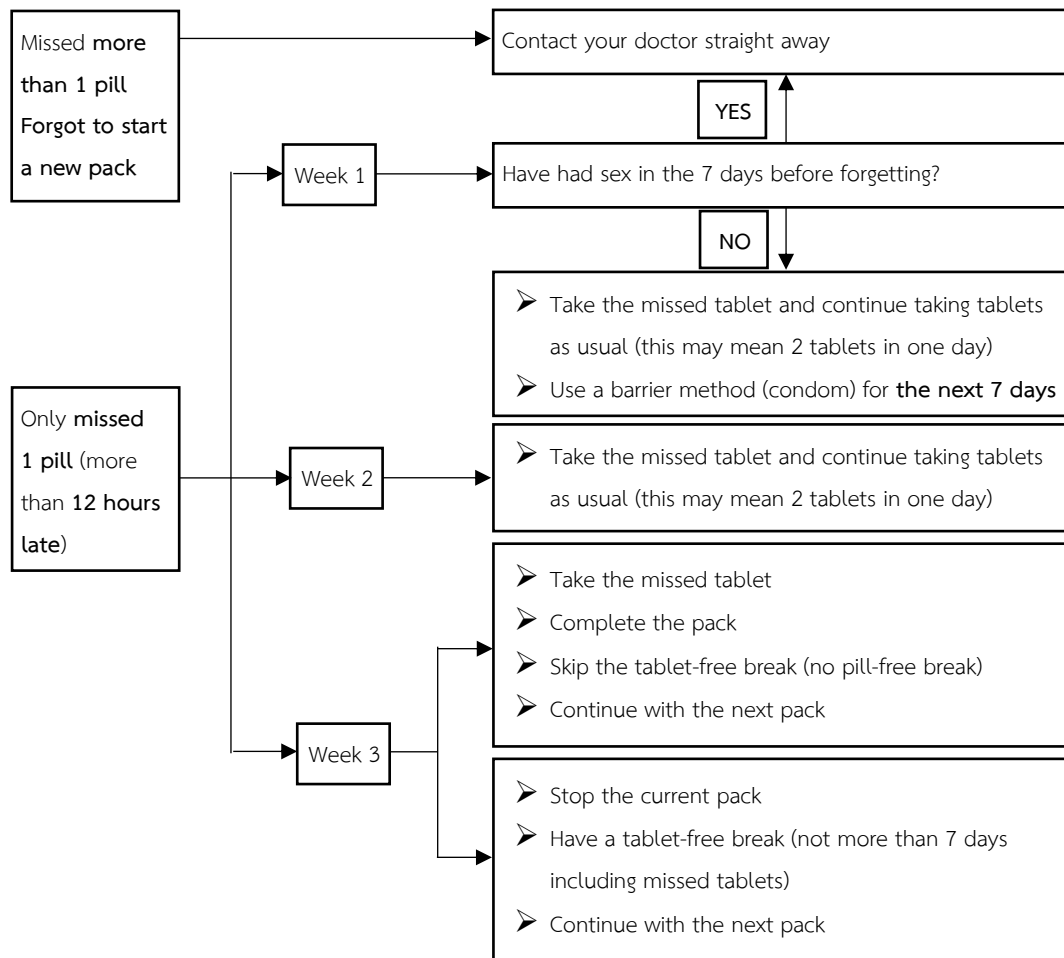 Missed more
than 1 pill
Forgot to start
a new pack
Contact your doctor straight away
YES
Week 1
Have had sex in the 7 days before forgetting?
NO
➢ Take the missed tablet and continue taking tablets
as usual (this may mean 2 tablets in one day)
➢ Use a barrier method (condom) for the next 7 days
Only missed
1 pill (more
than 12 hours
late)
Week 2
➢ Take the missed tablet and continue taking tablets
as usual (this may mean 2 tablets in one day)
➢ Take the missed tablet
➢ Complete the pack
➢ Skip the tablet-free break (no pill-free break)
➢ Continue with the next pack
Week 3
➢ Stop the current pack
➢ Have a tablet-free break (not more than 7 days
including missed tablets)
➢ Continue with the next pack